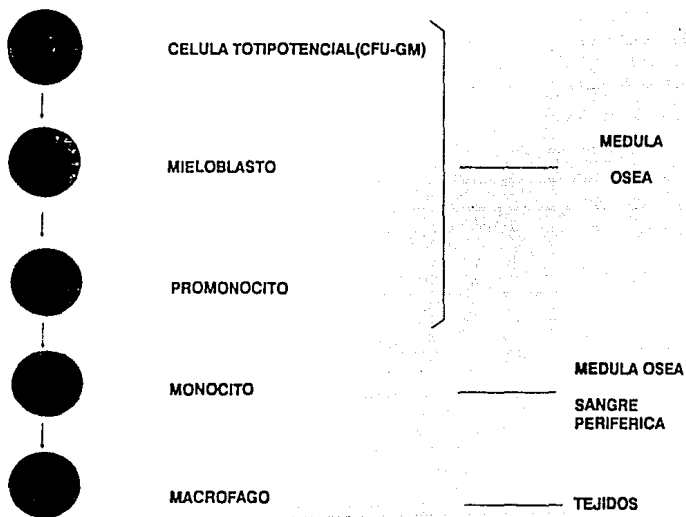 CELULA TOTIPOTENCIAL(CFU-GM)
MIELOBLASTO
MEDULA
OSEA
PROMONOCITO
MONOCITO
MEDULA OSEA
SANGRE
PERIFERICA
MACROFAGO
TEJIDOS